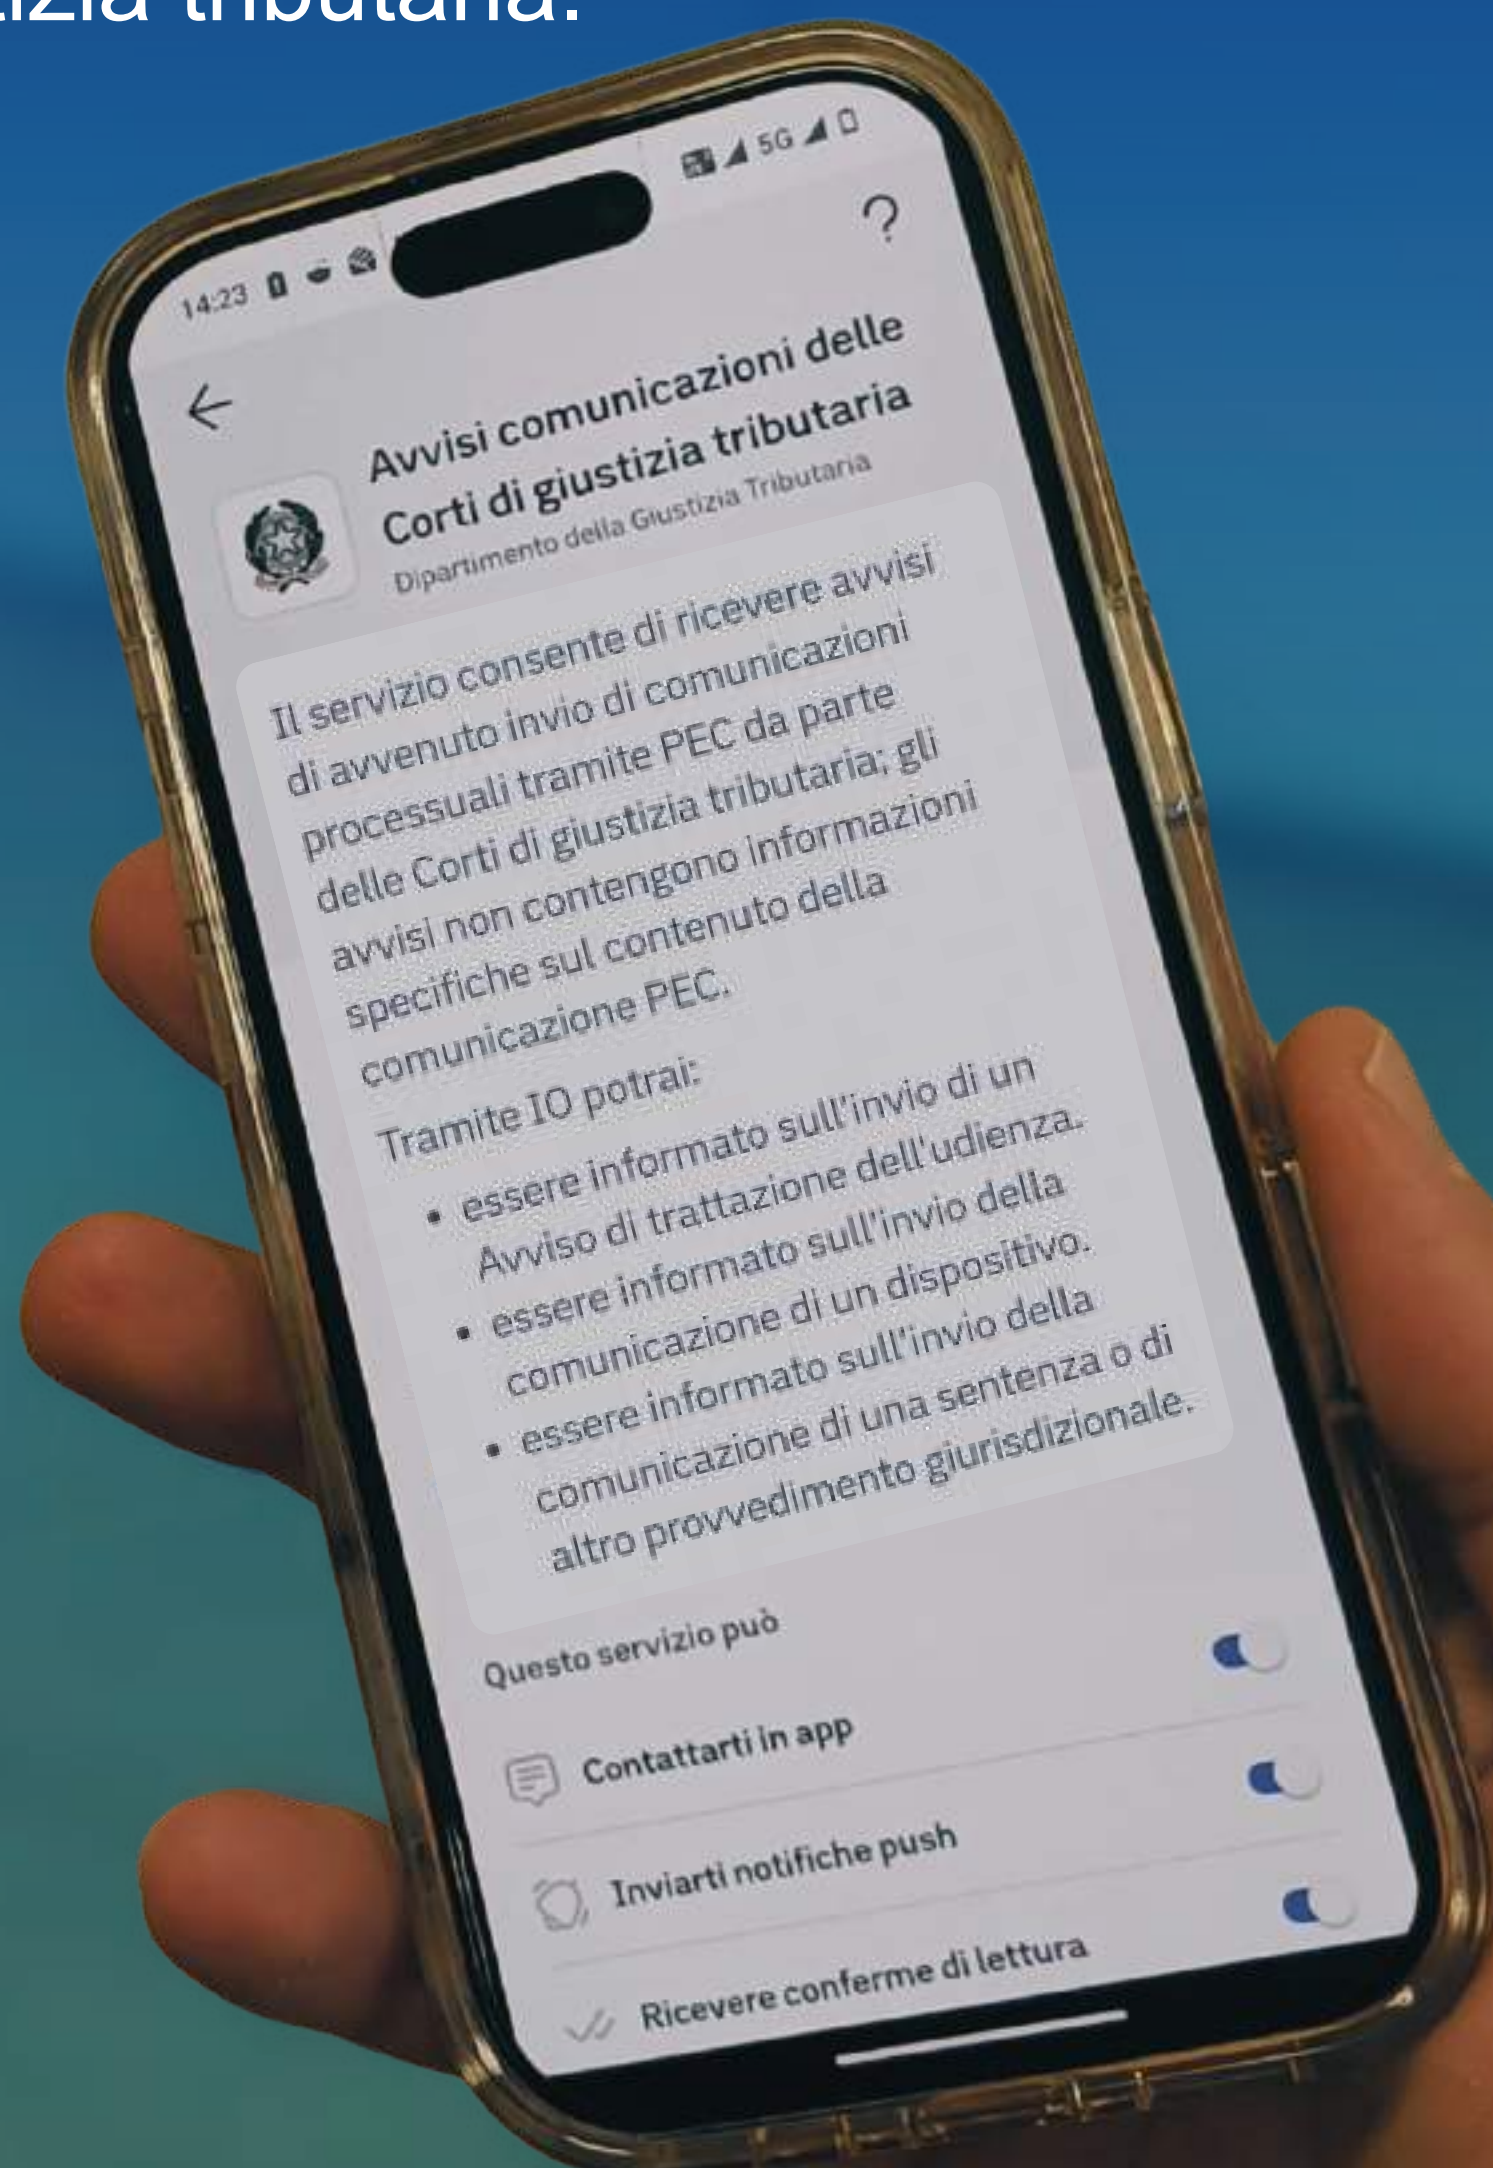 tizia tributaria.
14:23
5G
?
Avvisi comunicazioni delle
Corti di giustizia tributaria
Dipartimento della Giustizia Tributaria
Il servizio consente di ricevere avvisi
di avvenuto invio di comunicazioni
processuali tramite PEC da parte
delle Corti di giustizia tributaria; gli
avvisi non contengono informazioni
specifiche sul contenuto della
comunicazione PEC.
Tramite IO potrai:
• essere informato sull'invio di un
Avviso di trattazione dell'udienza.
• essere informato sull'invio della
comunicazione di un dispositivo.
• essere informato sull'invio della
comunicazione di una sentenza o di
altro provvedimento giurisdizionale.
Questo servizio può
Contattarti in app
Inviarti notifiche push
Ricevere conferme di lettura